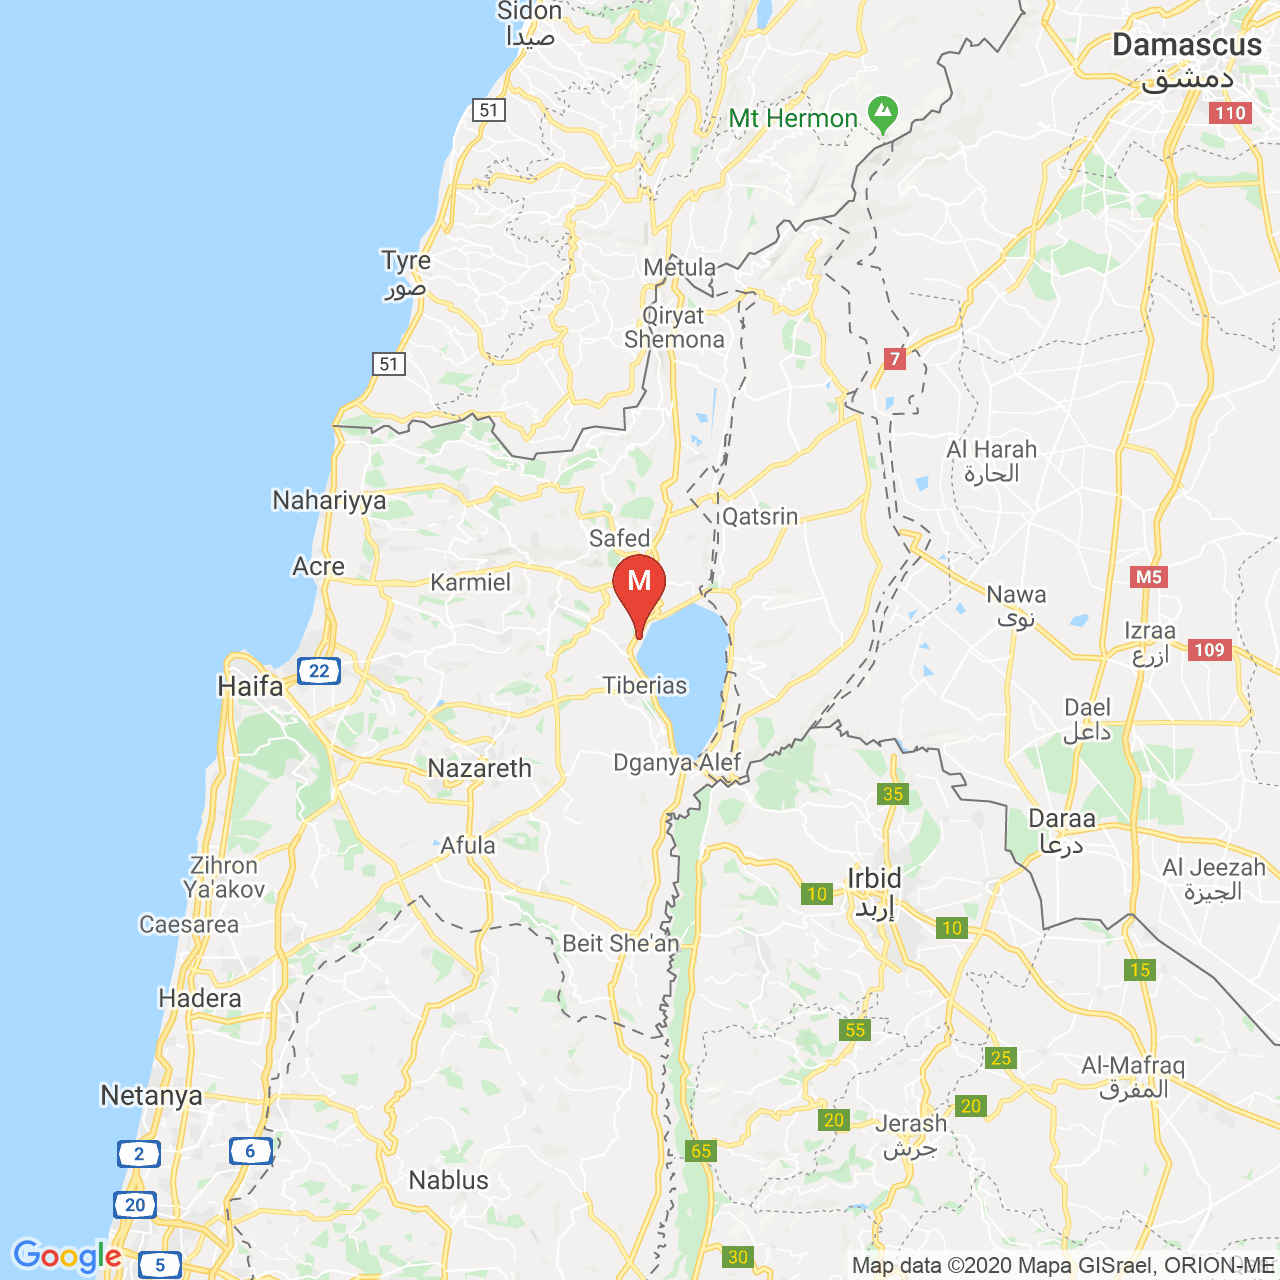 Sidon
صيدا
Damascus
دمشق
51
Mt Hermon
110
Tyre
صور
Metula
Qiryat
Shemona
51
7
Al Harah
الحارة
Nahariyya
Qatsrin
Safed
Acre
Karmiel
M
M5
Nawa
نوى
Izraa
ازرع
109
22
Haifa
Tiberias
Dael
داعل
Nazareth
Dganya Alef
35
Daraa
درعا
Afula
Zihron
Ya'akov
Al Jeezah
الجيزة
Irbid
إربد
10
Caesarea
10
Beit She'an
15
Hadera
55
25
Al-Mafraq
المفرق
Netanya
20
20
Jerash
جرش
2
6
65
Nablus
20
Google
5
30
Map data ©2020 Mapa GISrael, ORION-ME